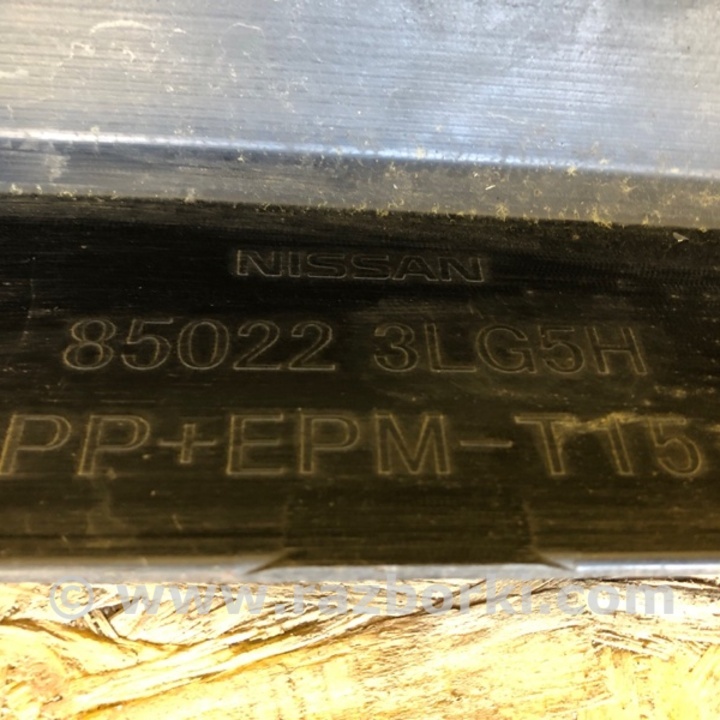 NISSAN
85022 3LG5H
PP+EPM-T15
© www.razborki.com